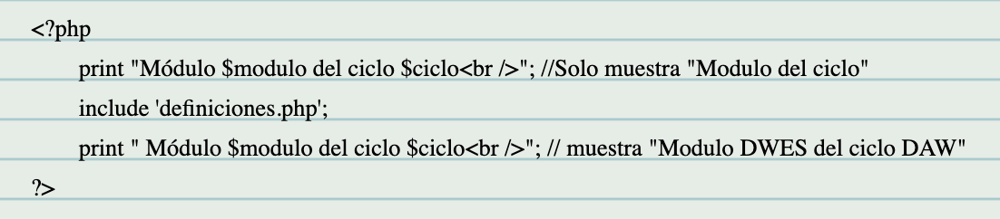 <?php
print "Módulo $modulo del ciclo $ciclo<br />"; //Solo muestra "Modulo del ciclo"
include 'definiciones.php';
print " Módulo $modulo del ciclo $ciclo<br />"; // muestra "Modulo DWES del ciclo DAW"
?>